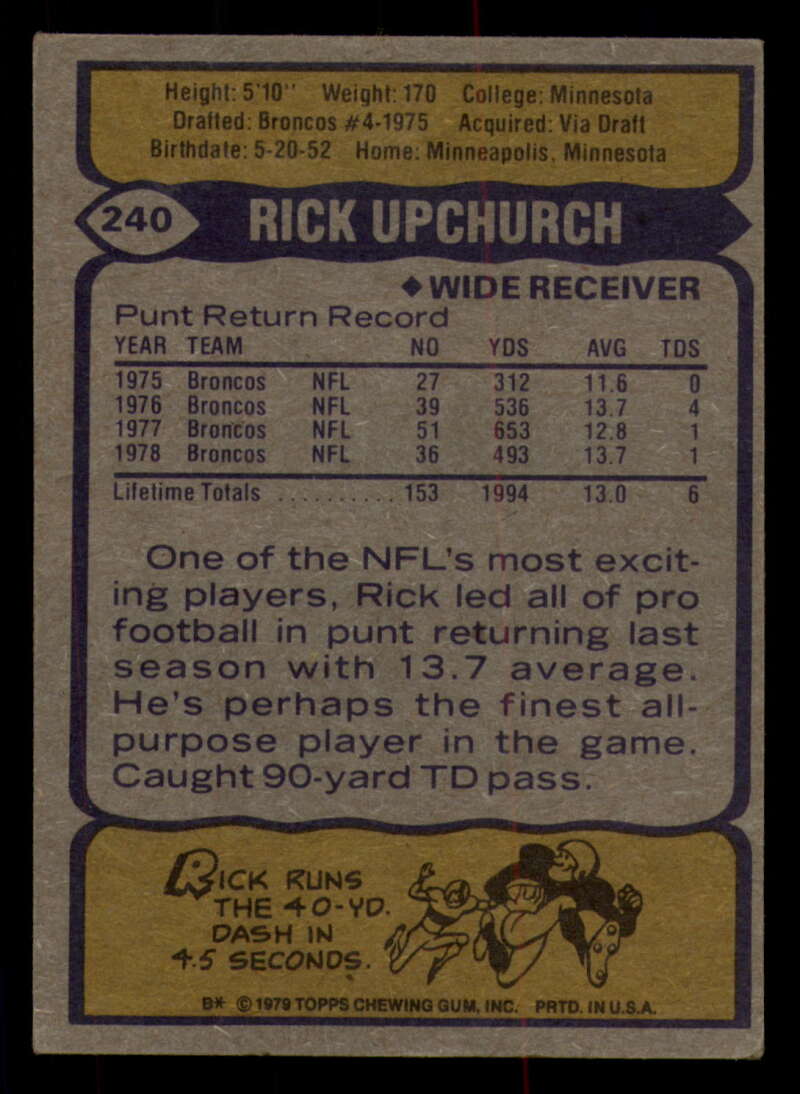 Height: 5'10" Weight: 170 College: Minnesota
Drafted: Broncos #4-1975 Acquired: Via Draft
Birthdate: 5-20-52 Home: Minneapolis, Minnesota
240 RICK UPCHURCH
◆ WIDE RECEIVER
Punt Return Record
YEAR TEAM NO YDS AVG TDS
1975 Broncos NFL 27 312 11.6 0
1976 Broncos NFL 39 536 13.7 4
1977 Broncos NFL 51 653 12.8 1
1978 Broncos NFL 36 493 13.7 1
Lifetime Totals .......... 153 1994 13.0 6
One of the NFL's most excit-
ing players, Rick led all of pro
football in punt returning last
season with 13.7 average.
He's perhaps the finest all-
purpose player in the game.
Caught 90-yard TD pass.
RICK RUNS
THE 40-YD.
DASH IN
4.5 SECONDS.
B* © 1979 TOPPS CHEWING GUM, INC. PRTD. IN U.S.A.